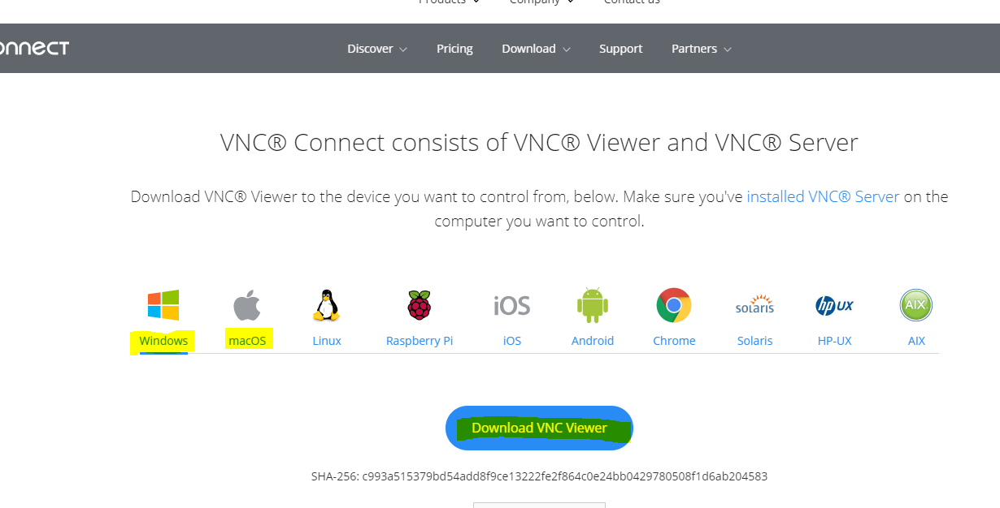 Products Company Contact us
onnect
Discover Pricing Download Support Partners
VNC® Connect consists of VNC® Viewer and VNC® Server
Download VNC® Viewer to the device you want to control from, below. Make sure you've installed VNC® Server on the
computer you want to control.
iOS solaris hp UX AIX
Windows macOS Linux Raspberry Pi iOS Android Chrome Solaris HP-UX AIX
Download VNC Viewer
SHA-256: c993a515379bd54add8f9ce13222fe2f864c0e24bb0429780508f1d6ab204583